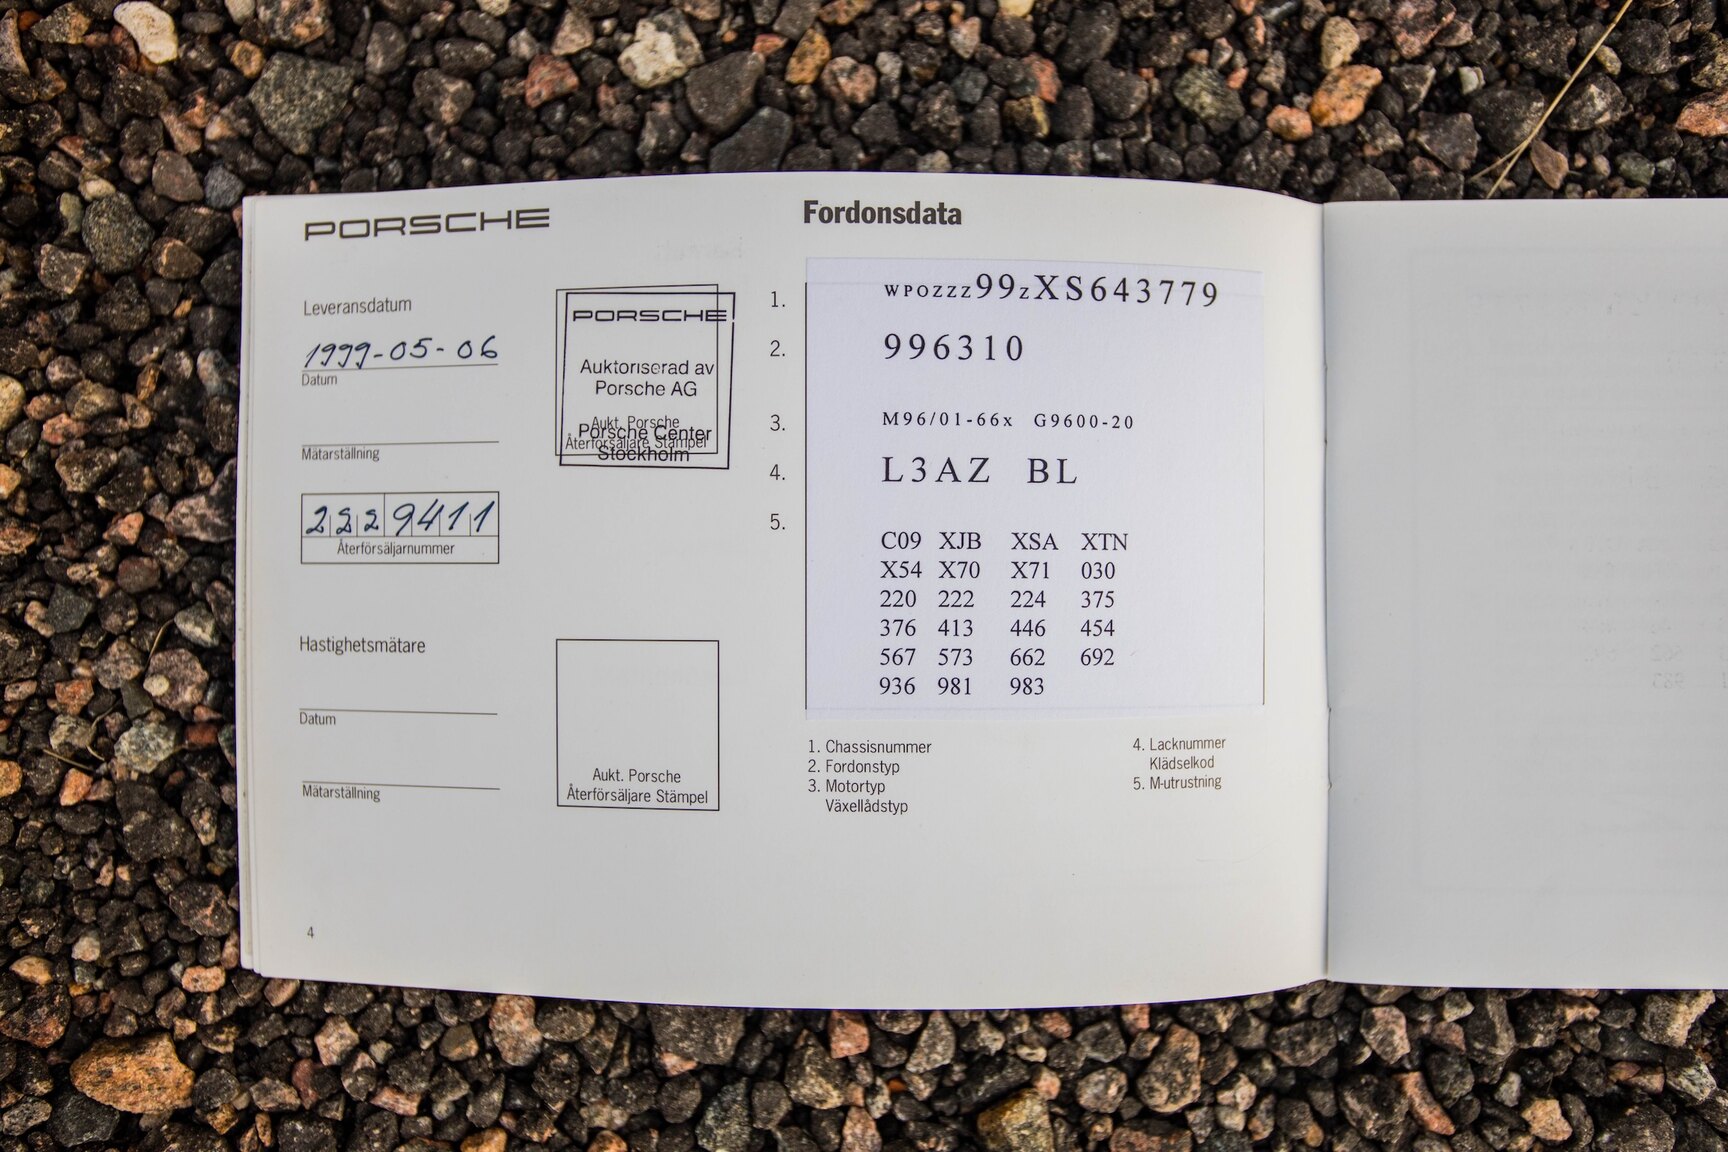 PORSCHE
Leveransdatum
1999-05-06
Datum
Mätarställning
2229411
Återförsäljarnummer
Hastighetsmätare
Datum
Mätarställning
4
PORSCHE
Auktoriserad av
Porsche AG
Aukt. Porsche
Återförsäljare Stämpel
Porsche Center
Stockholm
Aukt. Porsche
Återförsäljare Stämpel
Fordonsdata
1. WPOZZZ99ZXS643779
2. 996310
3. M96/01-66x G9600-20
4. L3AZ BL
5.
C09 XJB XSA XTN
X54 X70 X71 030
220 222 224 375
376 413 446 454
567 573 662 692
936 981 983
1. Chassisnummer
2. Fordonstyp
3. Motortyp
Växellådstyp
4. Lacknummer
Klädselkod
5. M-utrustning